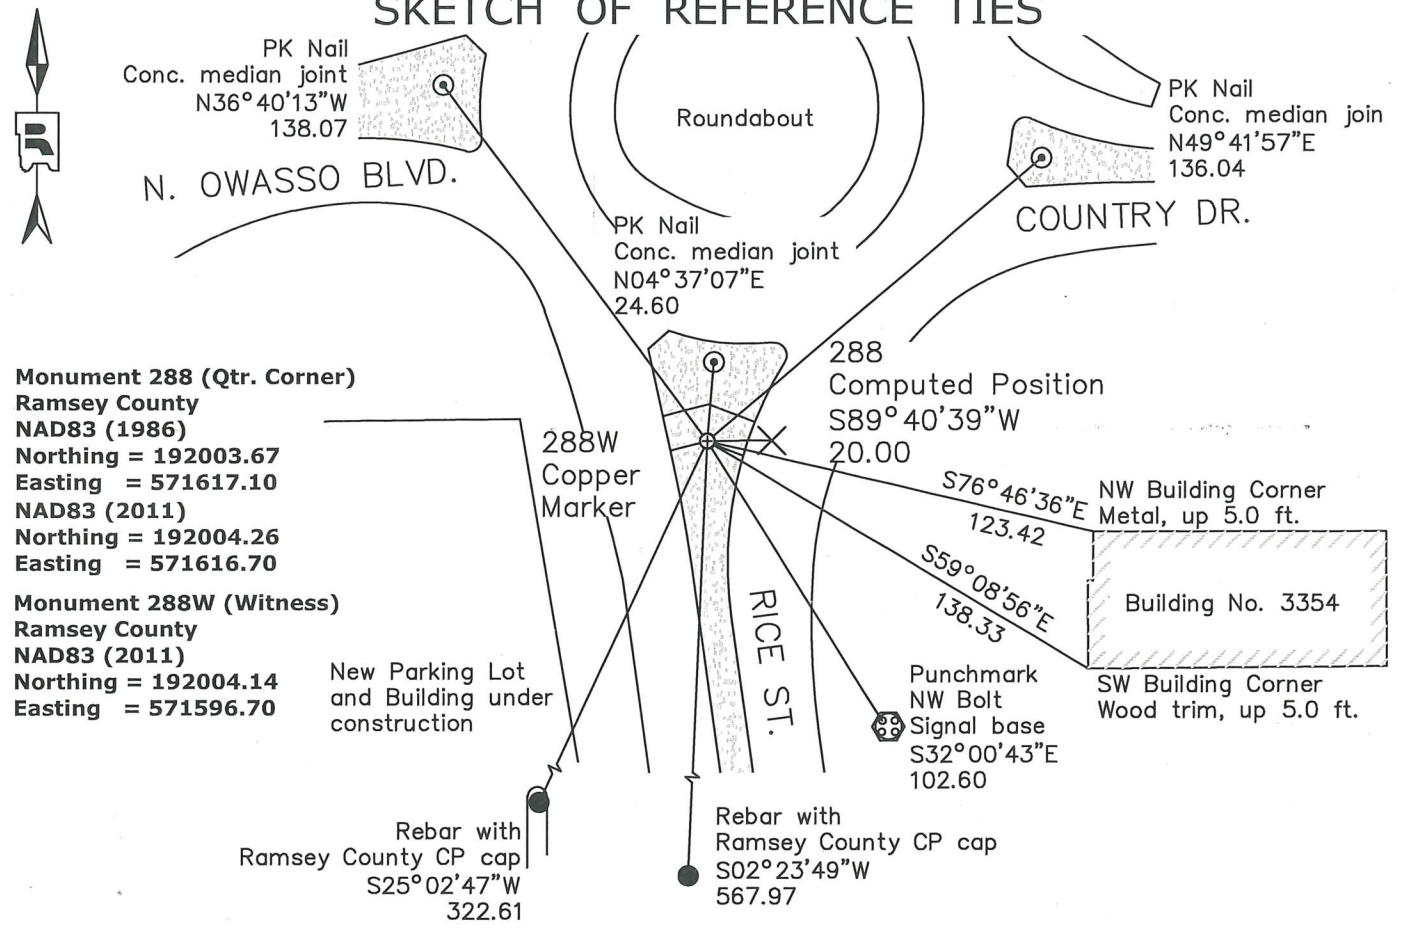 SKETCH OF REFERENCE TIES
PK Nail
Conc. median joint
N36°40'13"W
138.07
R
N. OWASSO BLVD.
Roundabout
PK Nail
Conc. median join
N49°41'57"E
136.04
COUNTRY DR.
PK Nail
Conc. median joint
N04°37'07"E
24.60
288
Computed Position
S89°40'39"W
20.00
Monument 288 (Qtr. Corner)
Ramsey County
NAD83 (1986)
Northing = 192003.67
Easting = 571617.10
NAD83 (2011)
Northing = 192004.26
Easting = 571616.70
Monument 288W (Witness)
Ramsey County
NAD83 (2011)
Northing = 192004.14
Easting = 571596.70
288W
Copper
Marker
S76°46'36"E
123.42
NW Building Corner
Metal, up 5.0 ft.
S59°08'56"E
138.33
Building No. 3354
SW Building Corner
Wood trim, up 5.0 ft.
RICE ST.
New Parking Lot
and Building under
construction
Punchmark
NW Bolt
Signal base
S32°00'43"E
102.60
Rebar with
Ramsey County CP cap
S25°02'47"W
322.61
Rebar with
Ramsey County CP cap
S02°23'49"W
567.97